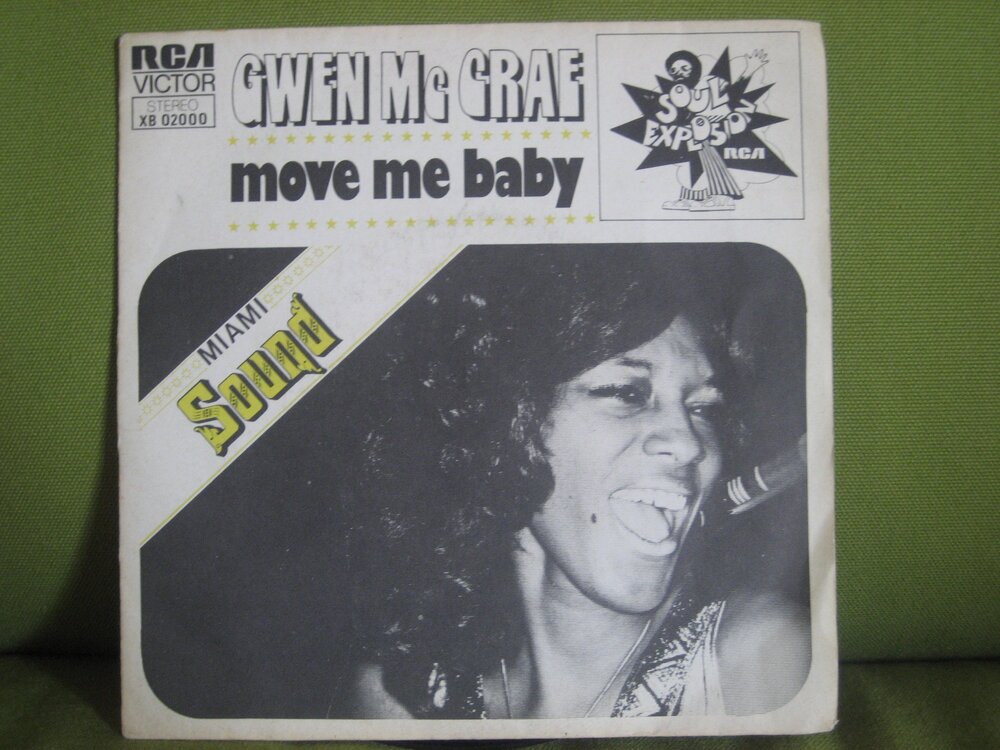 RCA
VICTOR
STEREO
XB 02000
GWEN Mc CRAE
move me baby
SOUL
EXPLOSION
RCA
MIAMI
Sound